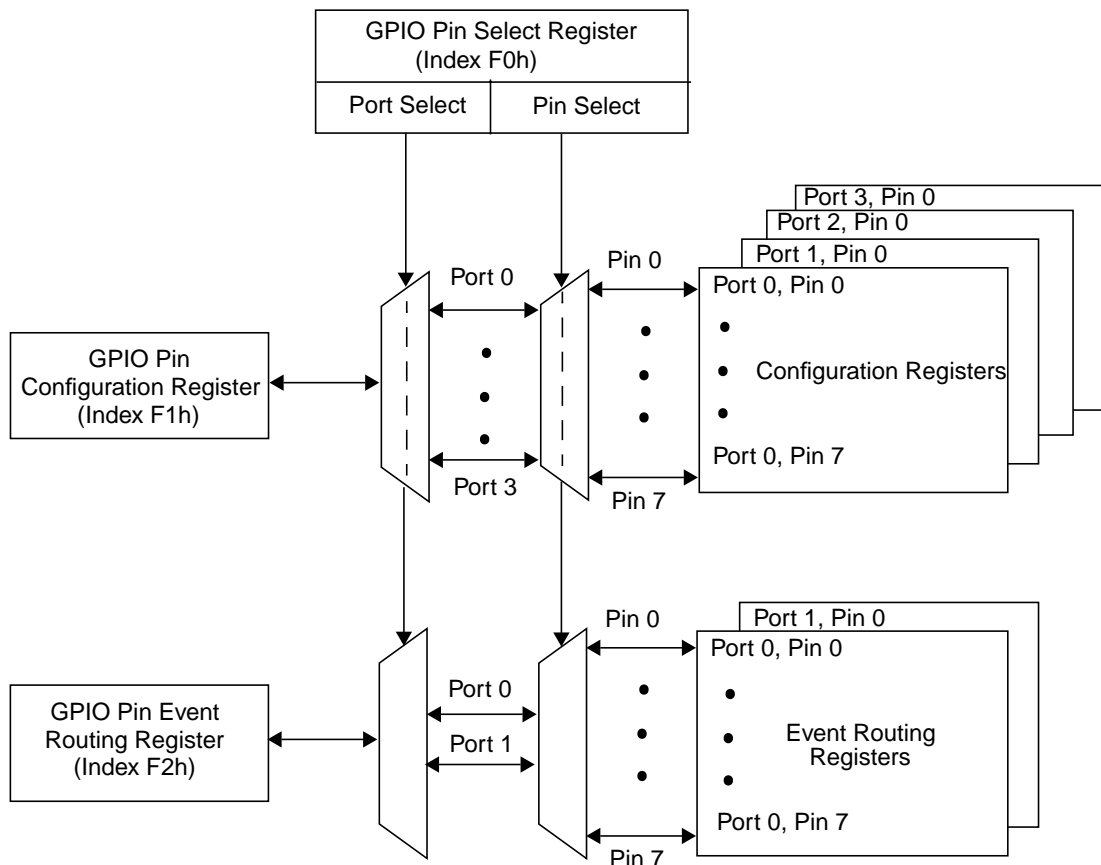 GPIO Pin Select Register
(Index F0h)
Port Select
Pin Select
Port 3, Pin 0
Port 2, Pin 0
Port 1, Pin 0
Port 0, Pin 0
Port 0
Pin 0
GPIO Pin
Configuration Register
(Index F1h)
Configuration Registers
Port 0, Pin 7
Port 3
Pin 7
Port 1, Pin 0
Port 0, Pin 0
Pin 0
Port 0
Port 1
GPIO Pin Event
Routing Register
(Index F2h)
Event Routing
Registers
Port 0, Pin 7
Pin 7